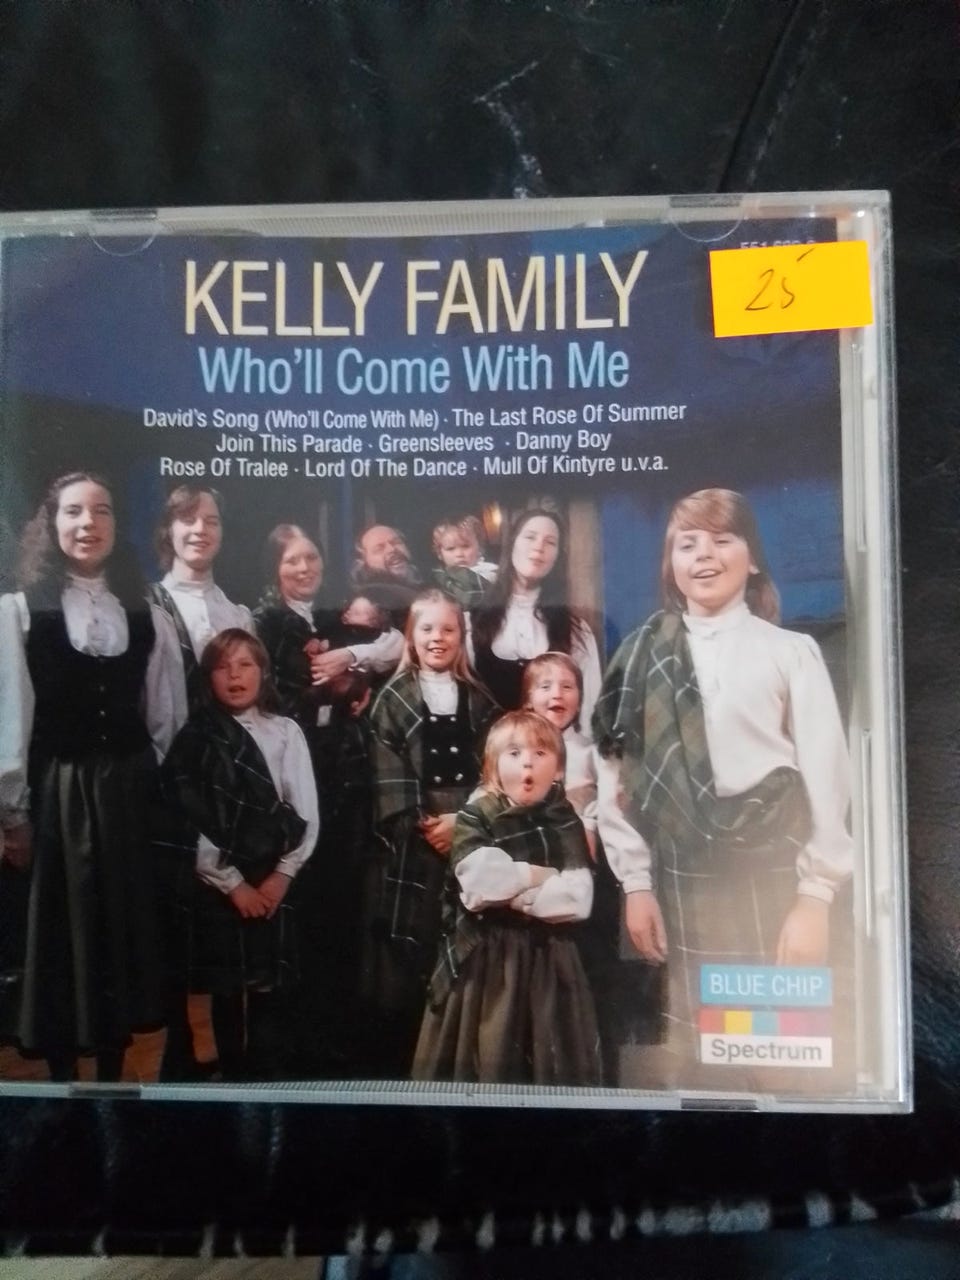 KELLY FAMILY
25
Who'll Come With Me
David's Song (Who'll Come With Me) · The Last Rose Of Summer
Join This Parade · Greensleeves · Danny Boy
Rose Of Tralee · Lord Of The Dance · Mull Of Kintyre u.v.a.
BLUE CHIP
Spectrum